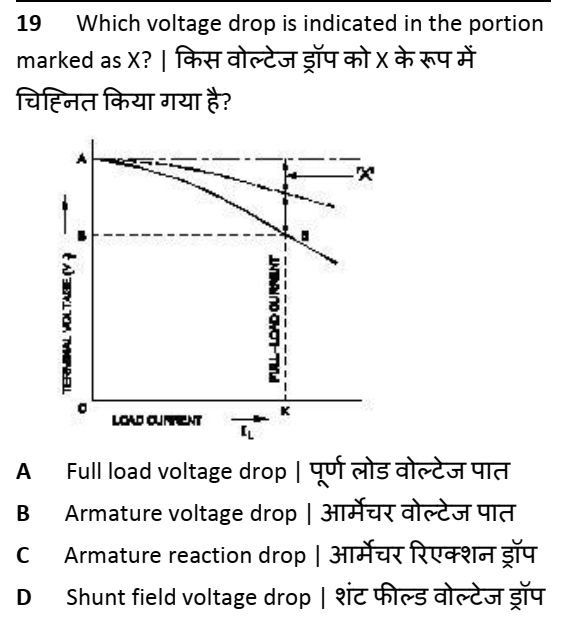 19 Which voltage drop is indicated in the portion
marked as X? | किस वोल्टेज ड्रॉप को X के रूप में
चिह्नित किया गया है?
A
'X'
B
B
TERMINAL VOLTAGE (V)
FULL-LOAD CURRENT
O
K
LOAD CURRENT
IL
A Full load voltage drop | पूर्ण लोड वोल्टेज पात
B Armature voltage drop | आर्मेचर वोल्टेज पात
C Armature reaction drop | आर्मेचर रिएक्शन ड्रॉप
D Shunt field voltage drop | शंट फील्ड वोल्टेज ड्रॉप